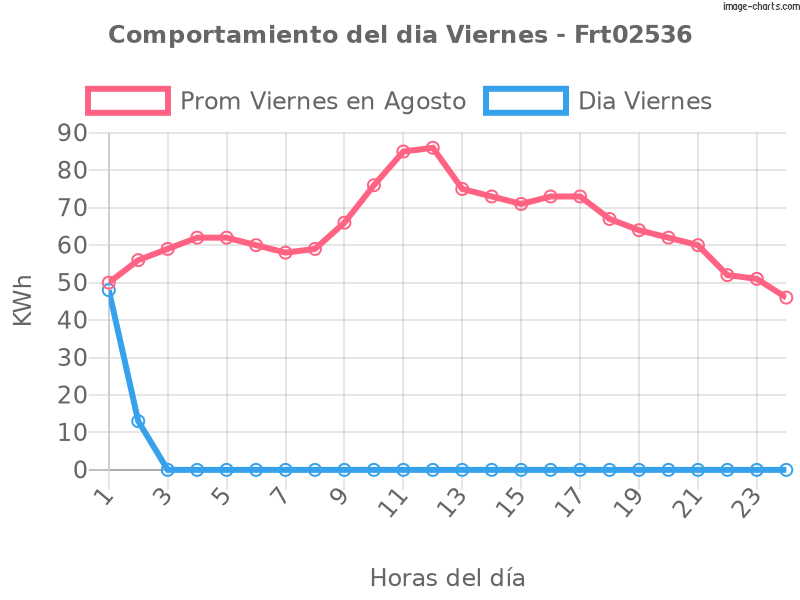 image-charts.com
Comportamiento del dia Viernes - Frt02536
Prom Viernes en Agosto Dia Viernes
90
80
70
60
50
40
30
20
10
0
KWh
1 3 5 7 9 11 13 15 17 19 21 23
Horas del día